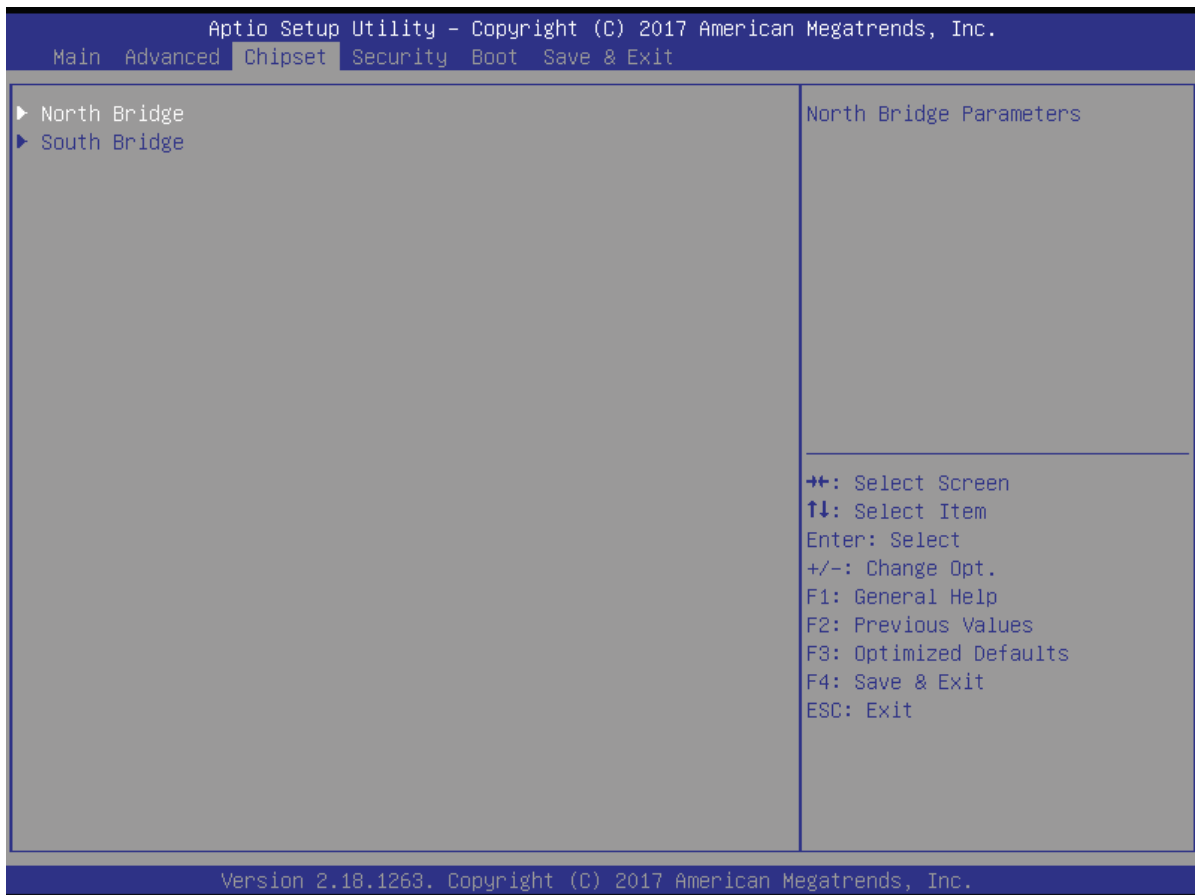 Aptio Setup Utility – Copyright (C) 2017 American Megatrends, Inc.
Main Advanced Chipset Security Boot Save & Exit
▶ North Bridge
▶ South Bridge
North Bridge Parameters
→←: Select Screen
↑↓: Select Item
Enter: Select
+/-: Change Opt.
F1: General Help
F2: Previous Values
F3: Optimized Defaults
F4: Save & Exit
ESC: Exit
Version 2.18.1263. Copyright (C) 2017 American Megatrends, Inc.